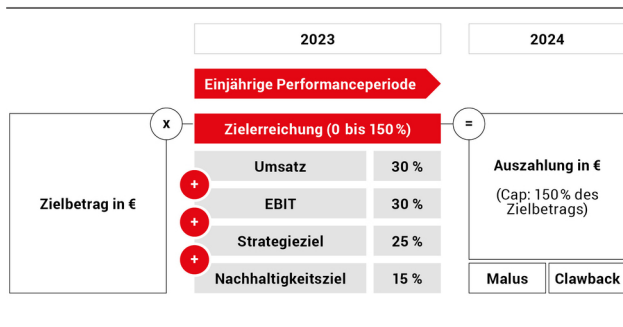 2023
2024
Einjährige Performanceperiode
x
Zielerreichung (0 bis 150 %)
=
Zielbetrag in €
Umsatz 30 %
+
EBIT 30 %
+
Strategieziel 25 %
+
Nachhaltigkeitsziel 15 %
Auszahlung in €
(Cap: 150 % des
Zielbetrags)
Malus
Clawback